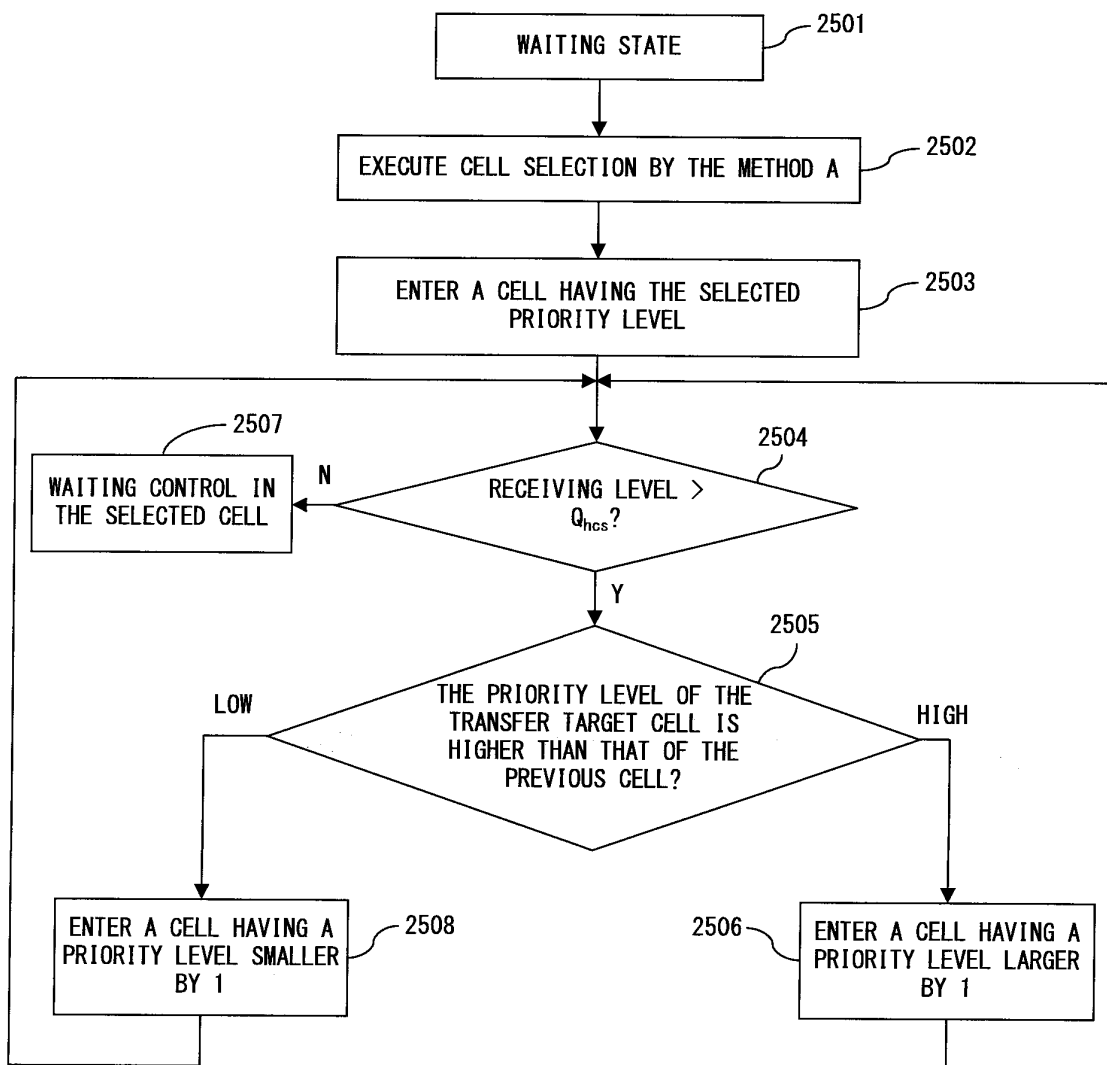 2501
WAITING STATE
2502
EXECUTE CELL SELECTION BY THE METHOD A
2503
ENTER A CELL HAVING THE SELECTED
PRIORITY LEVEL
2507
2504
WAITING CONTROL IN
THE SELECTED CELL
N
RECEIVING LEVEL >
Qhcs?
Y
2505
LOW
THE PRIORITY LEVEL OF THE
TRANSFER TARGET CELL IS
HIGHER THAN THAT OF THE
PREVIOUS CELL?
HIGH
ENTER A CELL HAVING A
PRIORITY LEVEL SMALLER
BY 1
2508
2506
ENTER A CELL HAVING A
PRIORITY LEVEL LARGER
BY 1